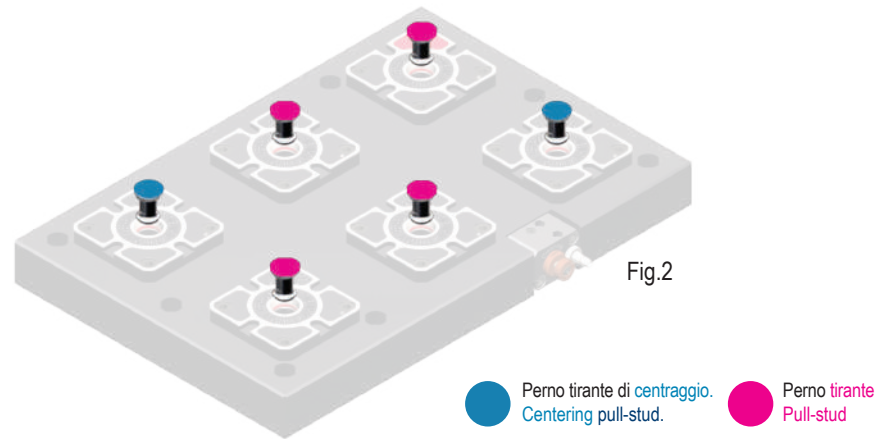 Fig.2
Perno tirante di centraggio.
Centering pull-stud.
Perno tirante
Pull-stud